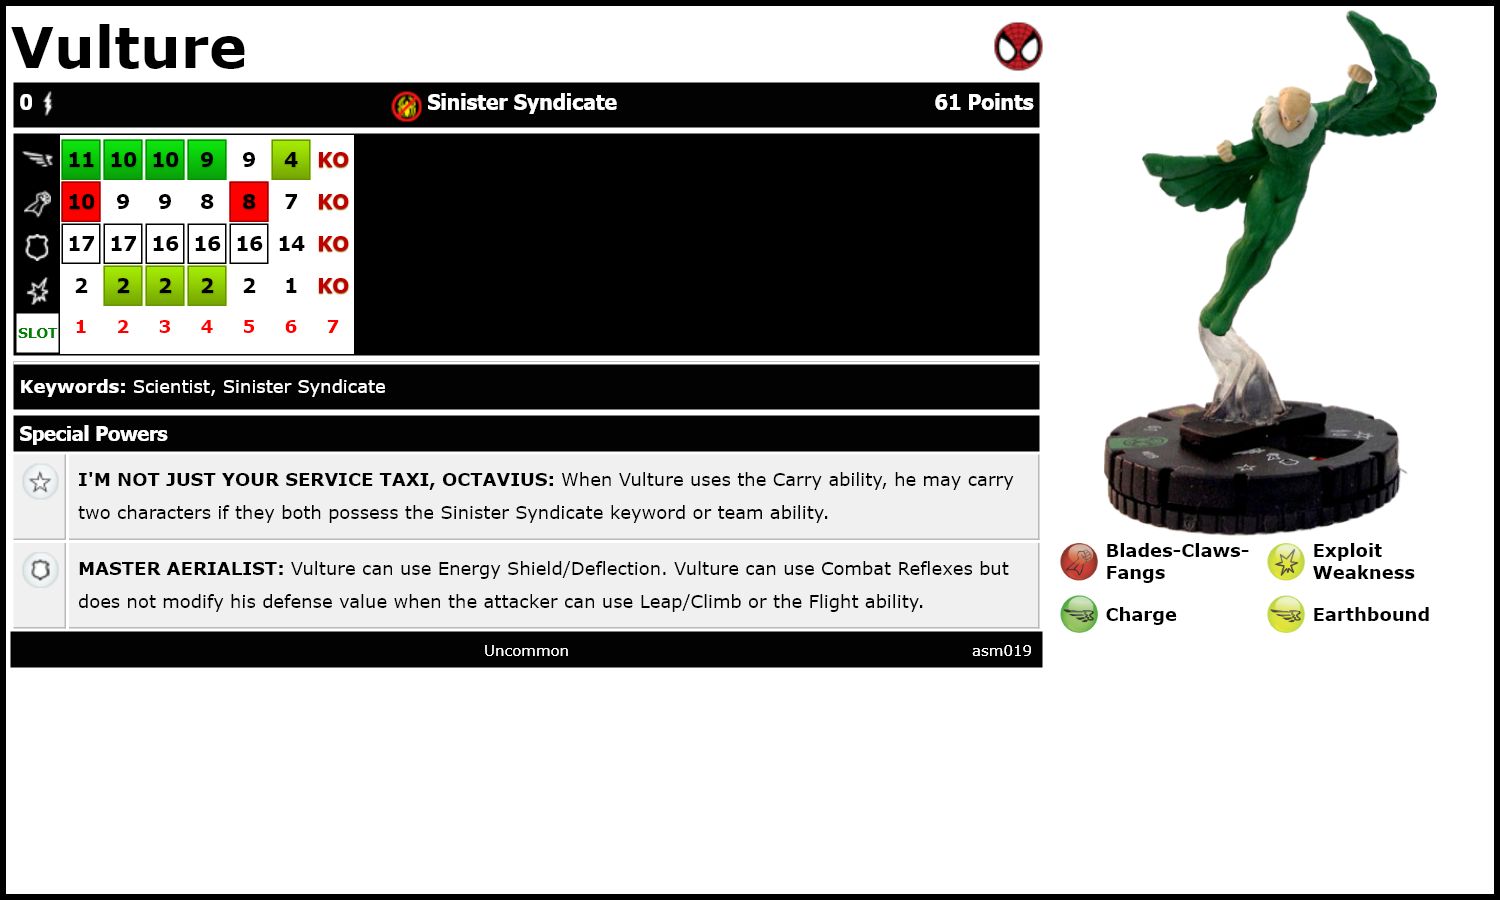 Vulture
0 Sinister Syndicate 61 Points
11 10 10 9 9 4 KO
10 9 9 8 8 7 KO
17 17 16 16 16 14 KO
2 2 2 2 2 1 KO
SLOT 1 2 3 4 5 6 7
Keywords: Scientist, Sinister Syndicate
Special Powers
I'M NOT JUST YOUR SERVICE TAXI, OCTAVIUS: When Vulture uses the Carry ability, he may carry
two characters if they both possess the Sinister Syndicate keyword or team ability.
MASTER AERIALIST: Vulture can use Energy Shield/Deflection. Vulture can use Combat Reflexes but
does not modify his defense value when the attacker can use Leap/Climb or the Flight ability.
Uncommon asm019
Blades-Claws-
Fangs
Exploit
Weakness
Charge
Earthbound